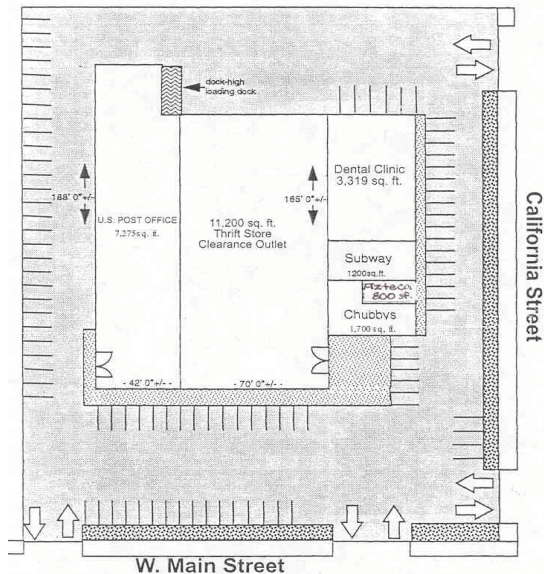 dock-high
loading dock
Dental Clinic
3,319 sq. ft.
188' 0"+/-
165' 0"+/-
U.S. POST OFFICE
7,275sq. ft.
11,200 sq. ft.
Thrift Store
Clearance Outlet
Subway
1200sq.ft.
Azteca
800 sf.
Chubbys
1,700 sq. ft.
- 42' 0"+/- -
- 70' 0"+/- -
California Street
W. Main Street